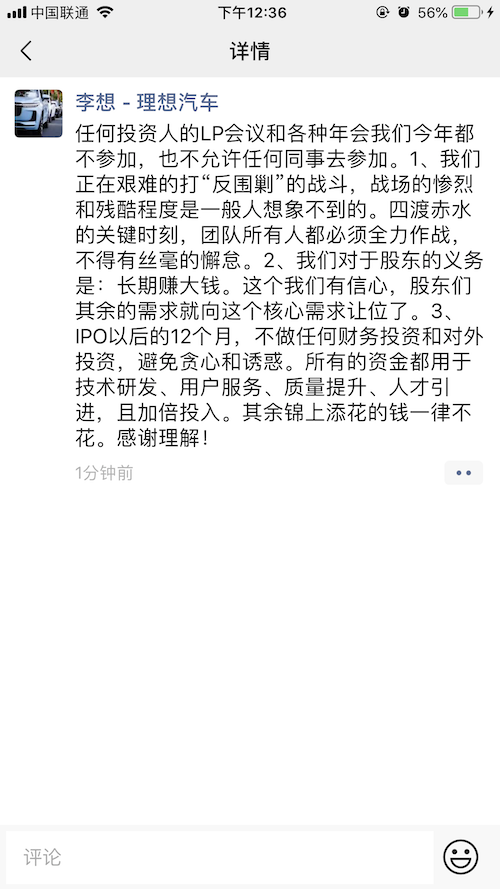 中国联通 下午12:36 56%
详情
李想 - 理想汽车
任何投资人的LP会议和各种年会我们今年都
不参加，也不允许任何同事去参加。1、我们
正在艰难的打“反围剿”的战斗，战场的惨烈
和残酷程度是一般人想象不到的。四渡赤水
的关键时刻，团队所有人都必须全力作战，
不得有丝毫的懈怠。2、我们对于股东的义务
是：长期赚大钱。这个我们有信心，股东们
其余的需求就向这个核心需求让位了。3、
IPO以后的12个月，不做任何财务投资和对外
投资，避免贪心和诱惑。所有的资金都用于
技术研发、用户服务、质量提升、人才引
进，且加倍投入。其余锦上添花的钱一律不
花。感谢理解！
1分钟前
评论